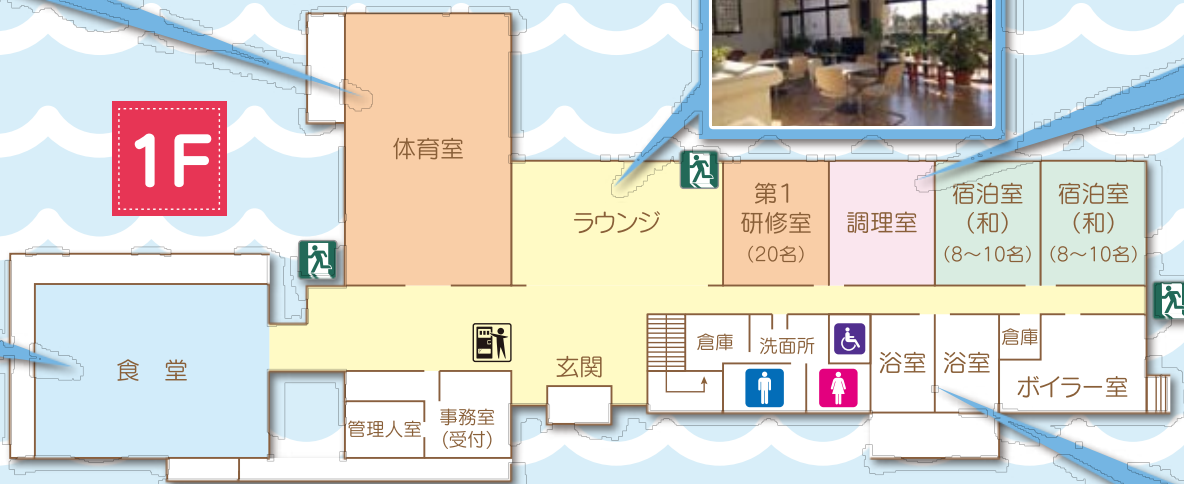 1F
体育室
ラウンジ
第1
研修室
(20名)
調理室
宿泊室
(和)
(8〜10名)
宿泊室
(和)
(8〜10名)
食 堂
玄関
倉庫
洗面所
浴室
浴室
倉庫
ボイラー室
管理人室
事務室
(受付)